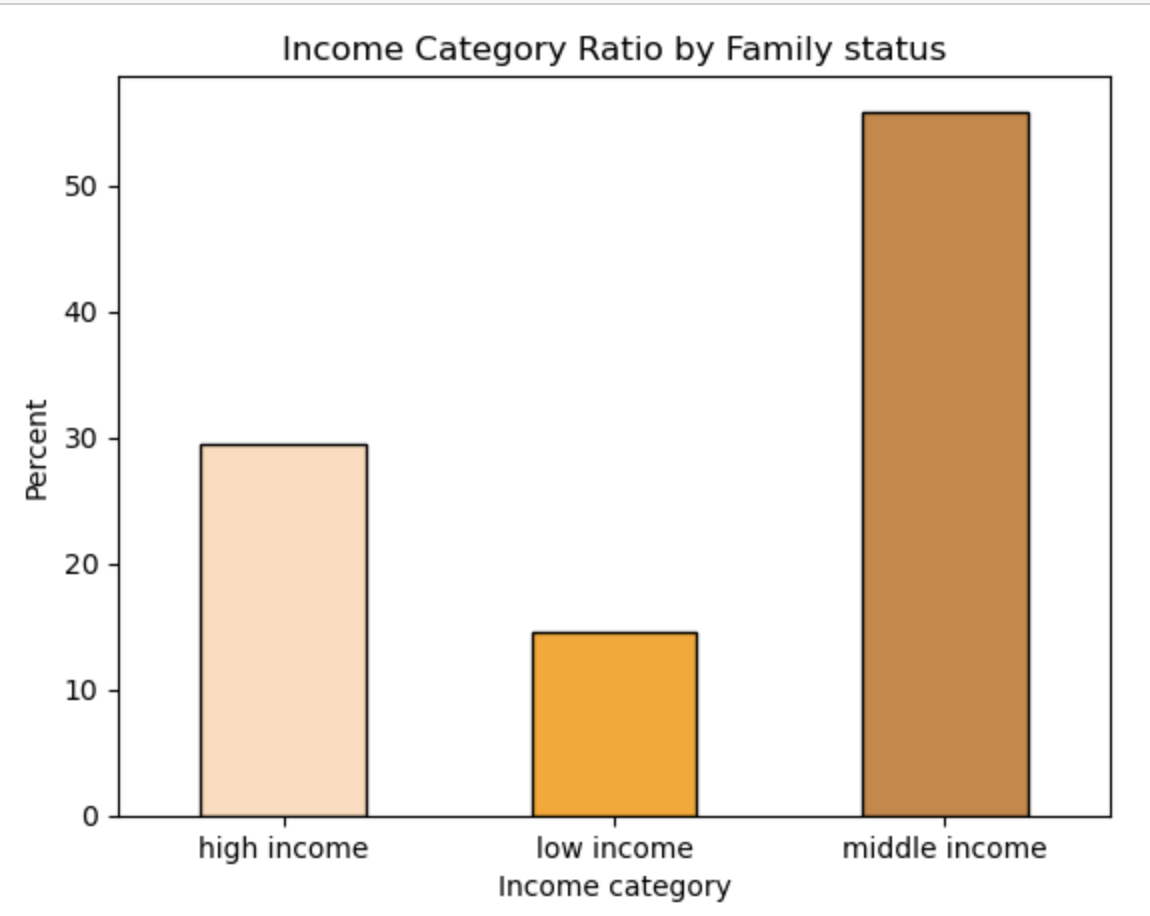 Income Category Ratio by Family status
Percent
50
40
30
20
10
0
high income low income middle income
Income category